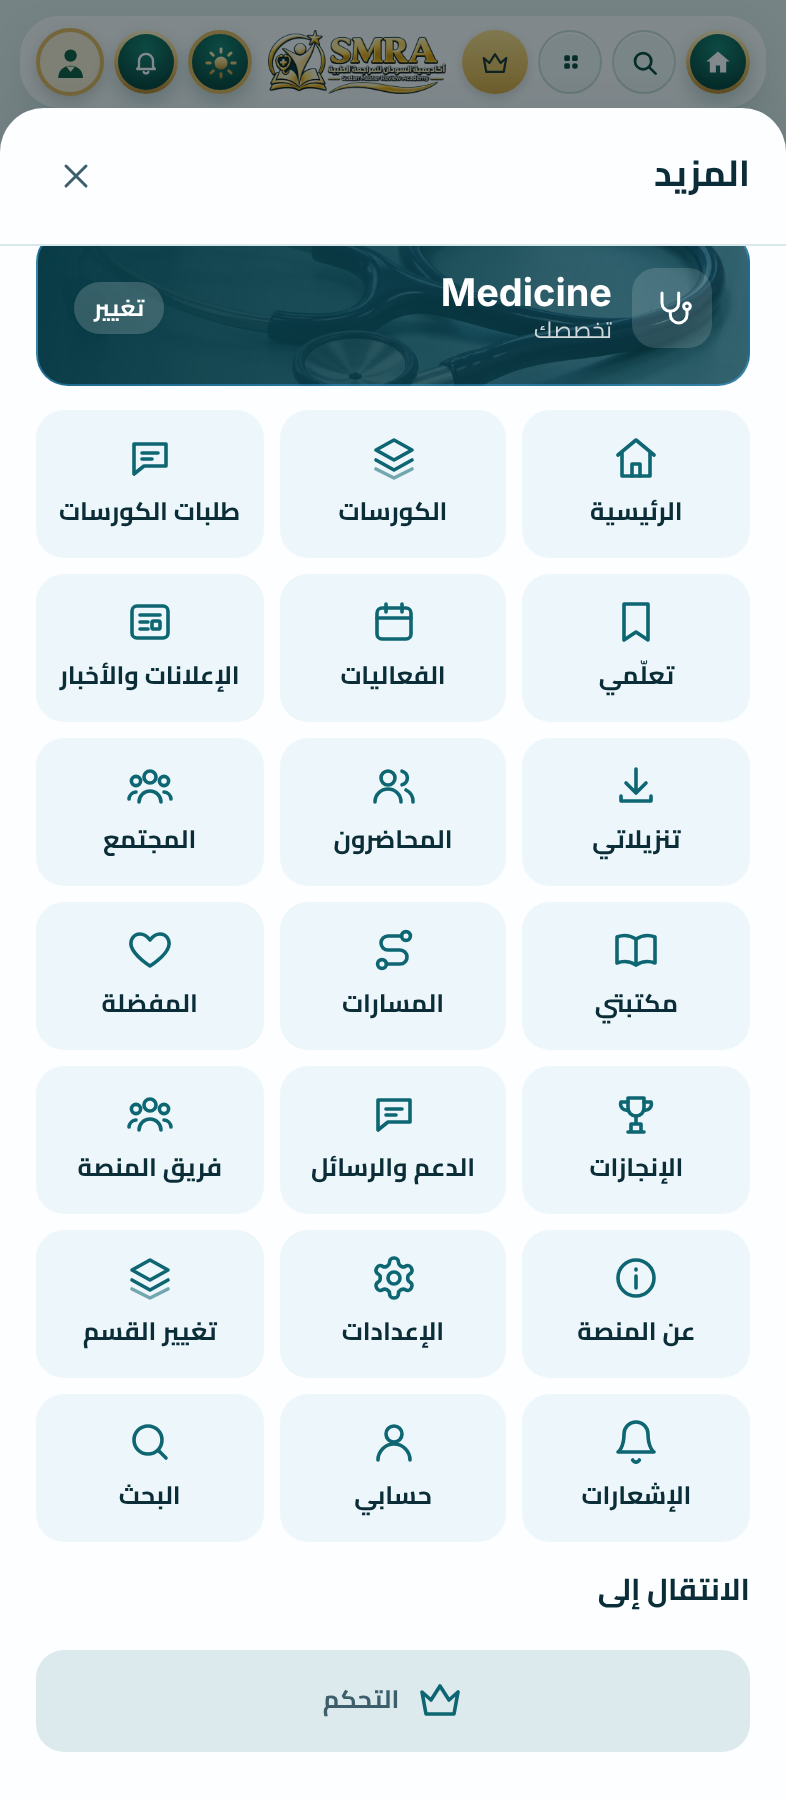 SMRA
المزيد
Medicine
تخصصك
تغيير
الرئيسية
الكورسات
طلبات الكورسات
تعلّمي
الفعاليات
الإعلانات والأخبار
تنزيلاتي
المحاضرون
المجتمع
مكتبتي
المسارات
المفضلة
الإنجازات
الدعم والرسائل
فريق المنصة
عن المنصة
الإعدادات
تغيير القسم
الإشعارات
حسابي
البحث
الانتقال إلى
التحكم